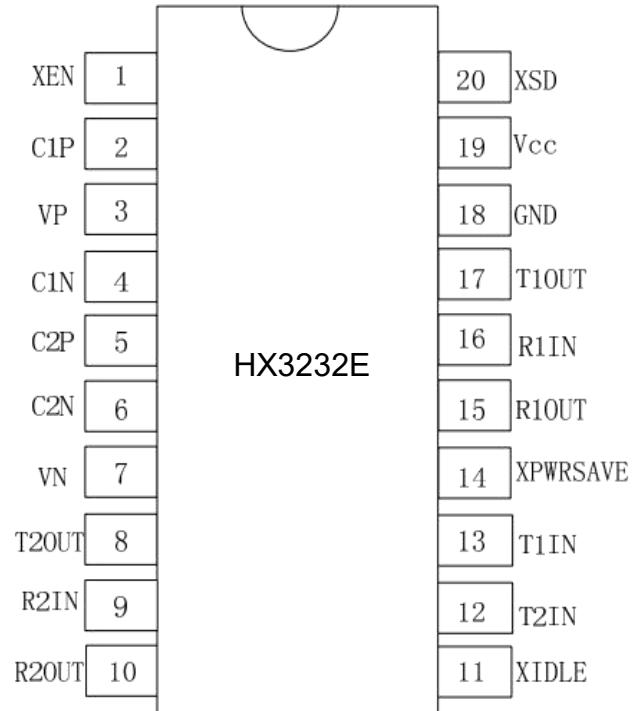 XEN 1 20 XSD
C1P 2 19 Vcc
VP 3 18 GND
C1N 4 17 T1OUT
C2P 5 16 R1IN
HX3232E
C2N 6 15 R1OUT
VN 7 14 XPWRSAVE
T2OUT 8 13 T1IN
R2IN 9 12 T2IN
R2OUT 10 11 XIDLE